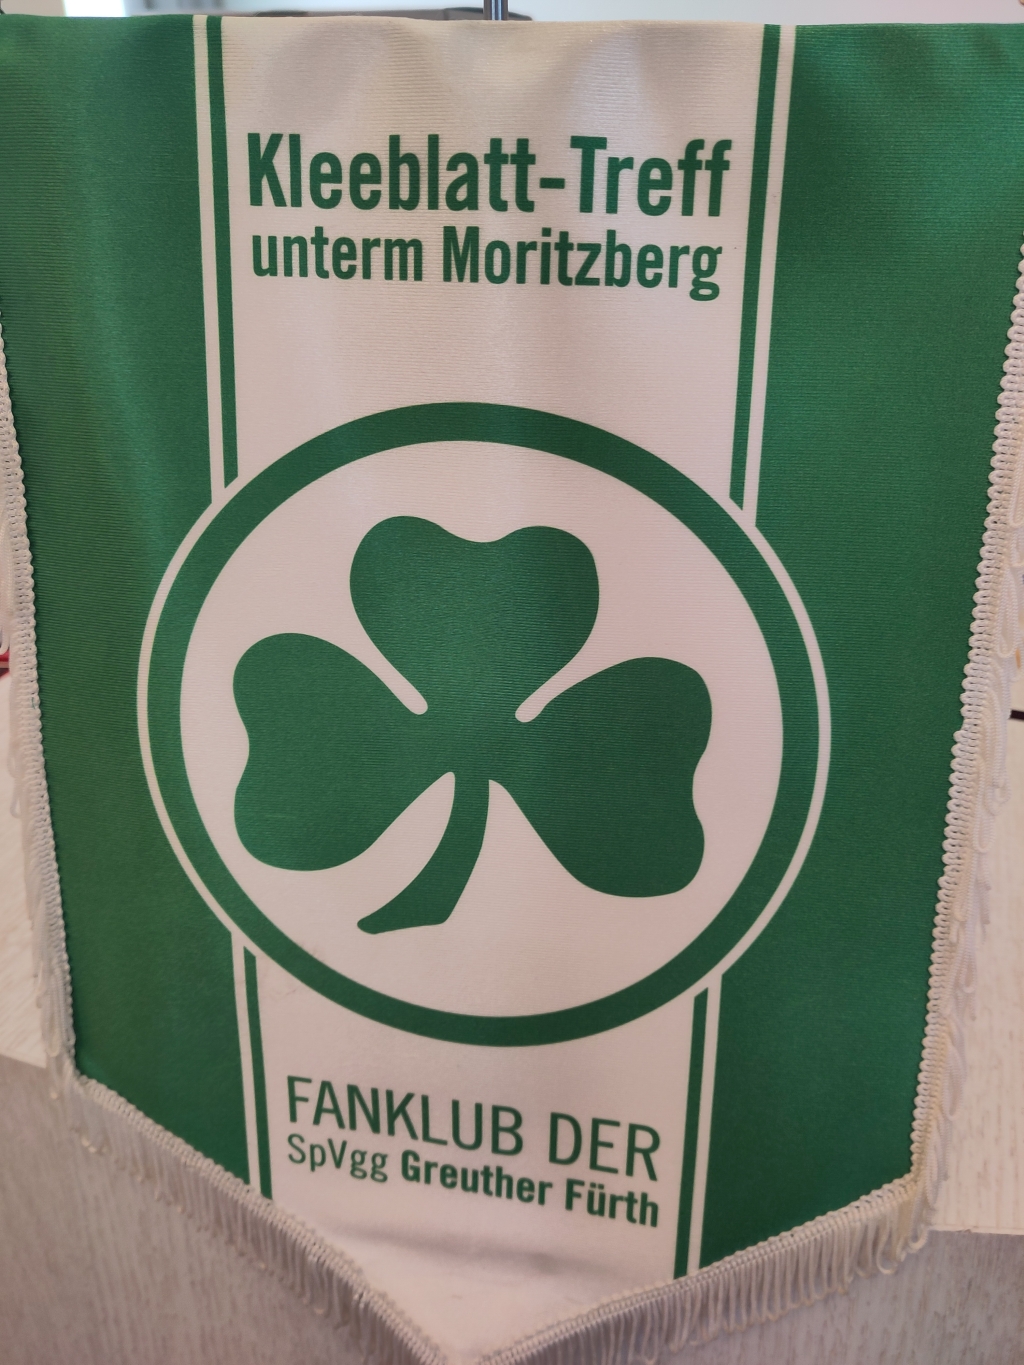 Kleeblatt-Treff
unterm Moritzberg
FANKLUB DER
SpVgg Greuther Fürth